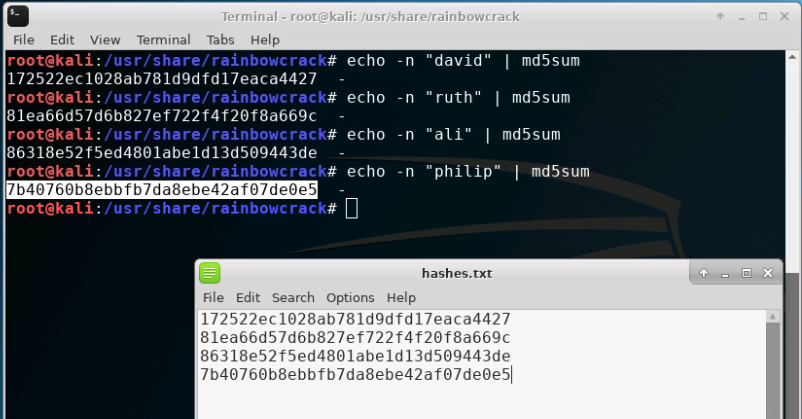 Terminal - root@kali: /usr/share/rainbowcrack
File Edit View Terminal Tabs Help
root@kali:/usr/share/rainbowcrack# echo -n "david" | md5sum
172522ec1028ab781d9dfd17eaca4427  -
root@kali:/usr/share/rainbowcrack# echo -n "ruth" | md5sum
81ea66d57d6b827ef722f4f20f8a669c  -
root@kali:/usr/share/rainbowcrack# echo -n "ali" | md5sum
86318e52f5ed4801abe1d13d509443de  -
root@kali:/usr/share/rainbowcrack# echo -n "philip" | md5sum
7b40760b8ebbfb7da8ebe42af07de0e5  -
root@kali:/usr/share/rainbowcrack#
hashes.txt
File Edit Search Options Help
172522ec1028ab781d9dfd17eaca4427
81ea66d57d6b827ef722f4f20f8a669c
86318e52f5ed4801abe1d13d509443de
7b40760b8ebbfb7da8ebe42af07de0e5